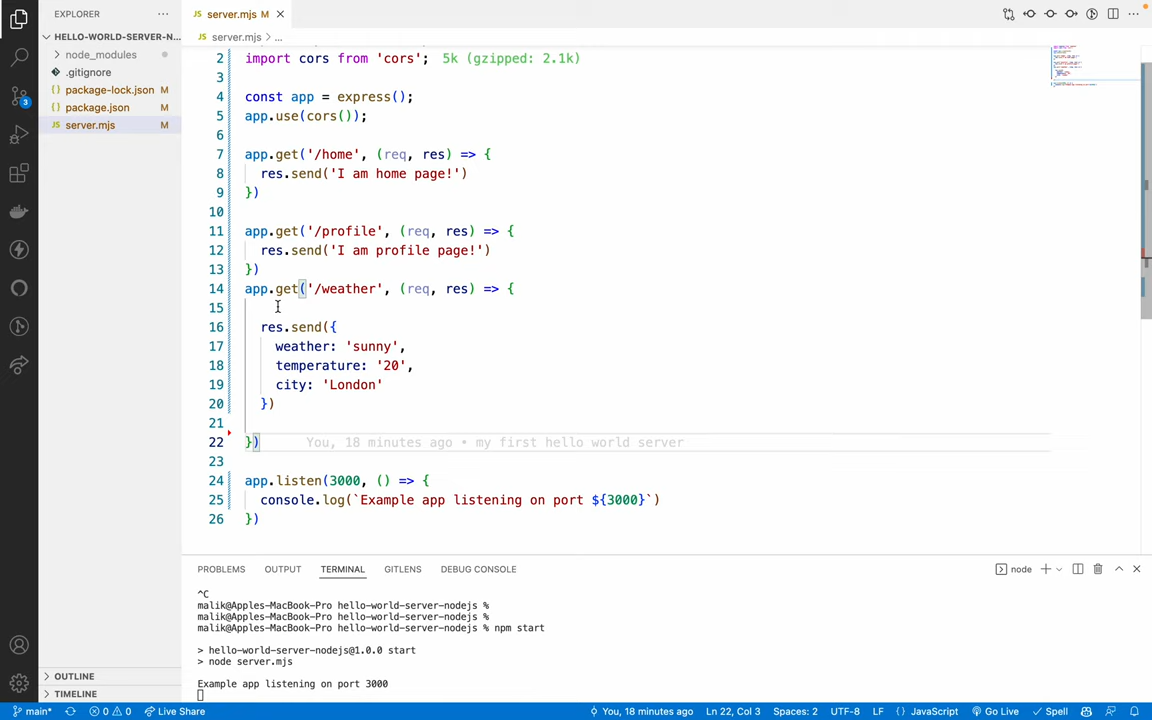 EXPLORER
···
HELLO-WORLD-SERVER-N...
node_modules
.gitignore
{} package-lock.json M
{} package.json M
JS server.mjs M
OUTLINE
TIMELINE
3
JS server.mjs M
JS server.mjs > ...
2 import cors from 'cors'; 5k (gzipped: 2.1k)
3
4 const app = express();
5 app.use(cors());
6
7 app.get('/home', (req, res) => {
8 res.send('I am home page!')
9 })
10
11 app.get('/profile', (req, res) => {
12 res.send('I am profile page!')
13 })
14 app.get('/weather', (req, res) => {
15
16 res.send({
17 weather: 'sunny',
18 temperature: '20',
19 city: 'London'
20 })
21
22 }) You, 18 minutes ago • my first hello world server
23
24 app.listen(3000, () => {
25 console.log(`Example app listening on port ${3000}`)
26 })
PROBLEMS OUTPUT TERMINAL GITLENS DEBUG CONSOLE
node
^C
malik@Apples-MacBook-Pro hello-world-server-nodejs %
malik@Apples-MacBook-Pro hello-world-server-nodejs %
malik@Apples-MacBook-Pro hello-world-server-nodejs % npm start
> hello-world-server-nodejs@1.0.0 start
> node server.mjs
Example app listening on port 3000
main* 0 0 Live Share You, 18 minutes ago Ln 22, Col 3 Spaces: 2 UTF-8 LF {} JavaScript Go Live Spell